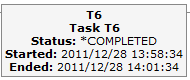 T6
Task T6
Status: *COMPLETED
Started: 2011/12/28 13:58:34
Ended: 2011/12/28 14:01:34